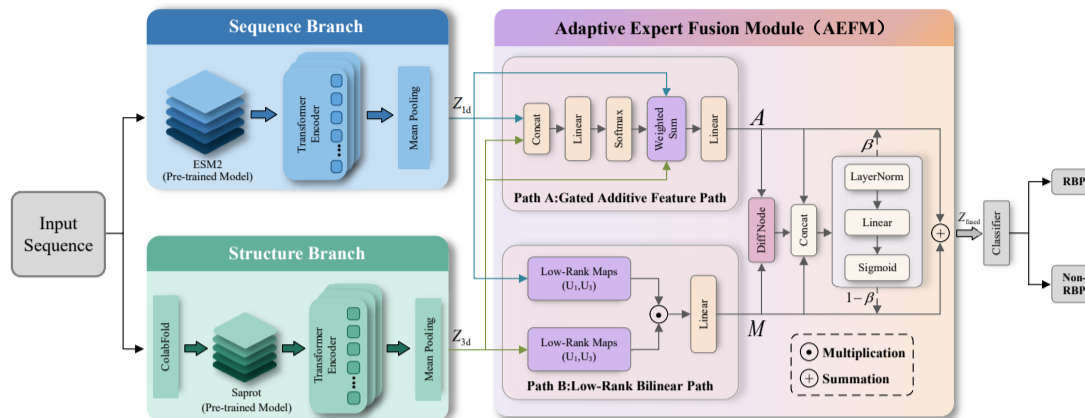 Sequence Branch
ESM2
(Pre-trained Model)
Transformer
Encoder
Mean Pooling
Z1d
Input
Sequence
Structure Branch
ColabFold
Saprot
(Pre-trained Model)
Transformer
Encoder
Mean Pooling
Z3d
Adaptive Expert Fusion Module（AEFM）
Concat
Linear
Softmax
Weighted
Sum
Linear
Path A:Gated Additive Feature Path
Low-Rank Maps
(U1,U3)
Low-Rank Maps
(U1,U3)
Linear
Path B:Low-Rank Bilinear Path
A
M
Diff Node
Concat
β
LayerNorm
Linear
Sigmoid
1−β
Multiplication
Summation
Zfused
Classifier
RBP
Non-
RBP